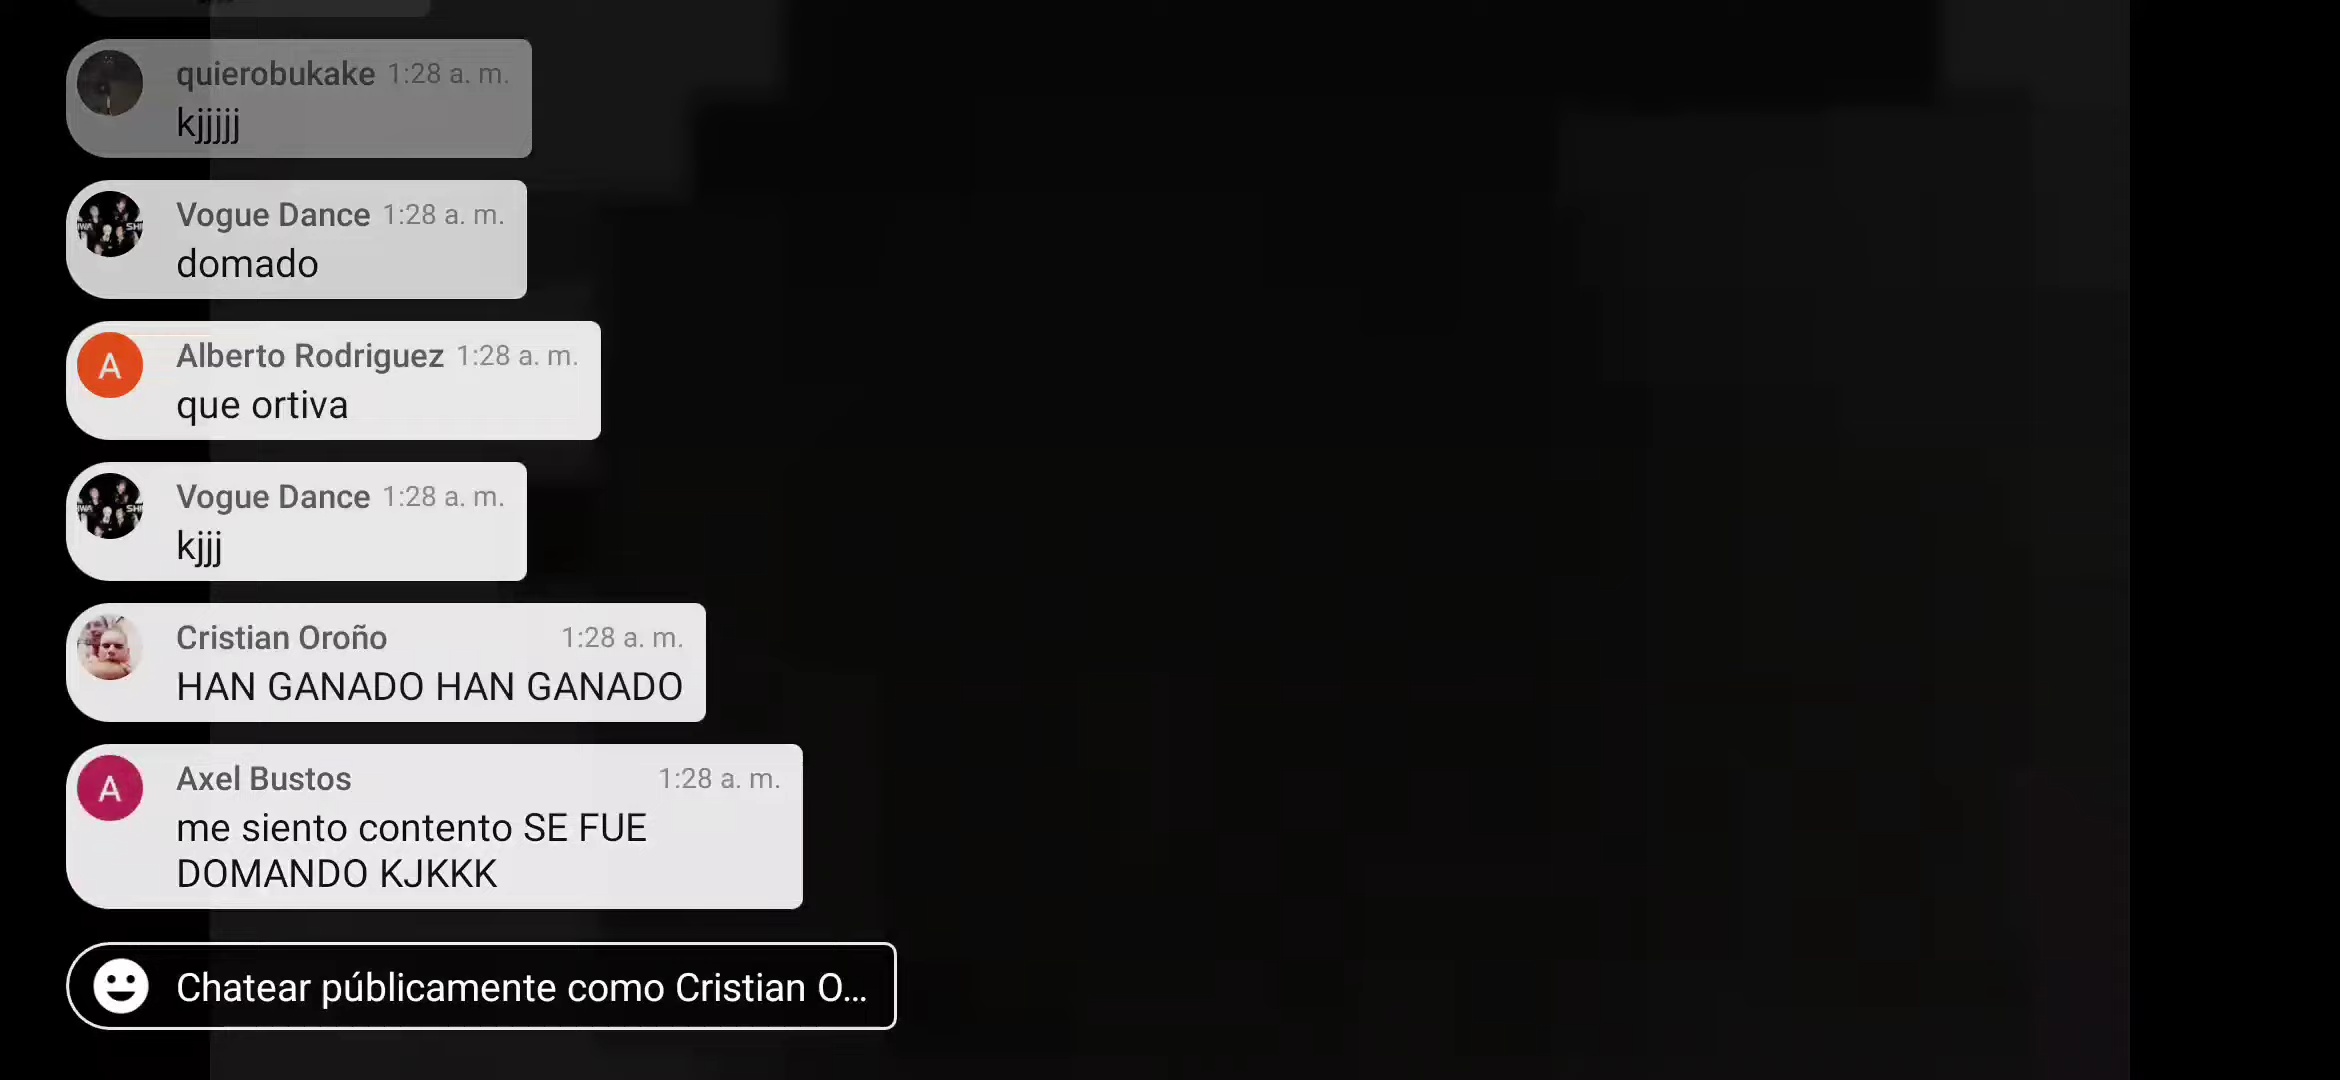 quierobukake 1:28 a. m.
kjjjjj
Vogue Dance 1:28 a. m.
domado
A
Alberto Rodriguez 1:28 a. m.
que ortiva
Vogue Dance 1:28 a. m.
kjjj
Cristian Oroño 1:28 a. m.
HAN GANADO HAN GANADO
A
Axel Bustos 1:28 a. m.
me siento contento SE FUE
DOMANDO KJKKK
Chatear públicamente como Cristian O...